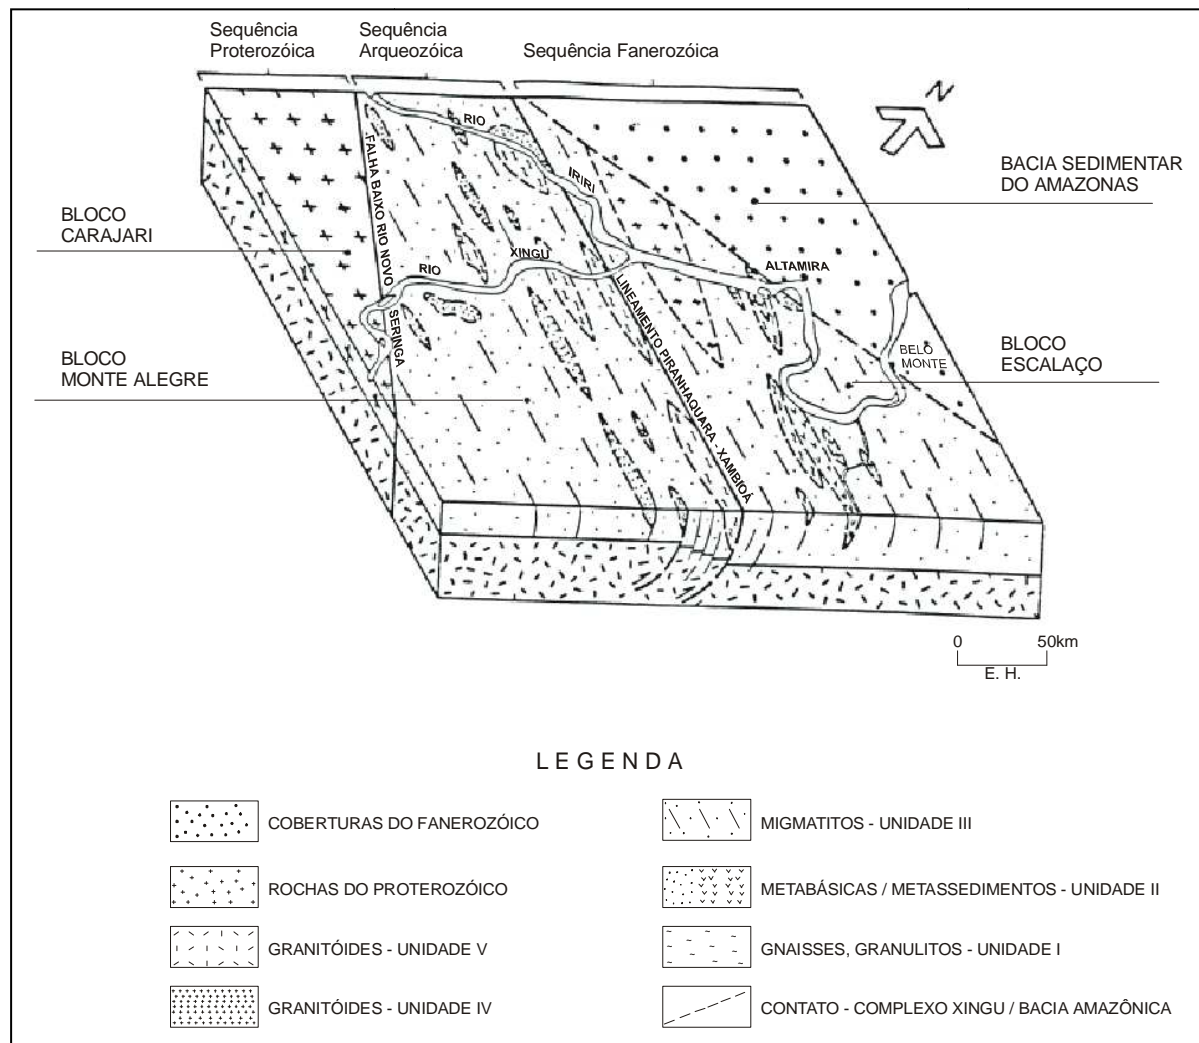 Sequência
Proterozóica
Sequência
Arqueozóica
Sequência Fanerozóica
N
RIO
IRIRI
FALHA BAIXO RIO NOVO
SERINGA
RIO
XINGU
LINEAMENTO PIRANHAQUARA - XAMBIOÁ
ALTAMIRA
BELO
MONTE
BACIA SEDIMENTAR
DO AMAZONAS
BLOCO
CARAJARI
BLOCO
MONTE ALEGRE
BLOCO
ESCALAÇO
0 50km
E. H.
LEGENDA
COBERTURAS DO FANEROZÓICO
ROCHAS DO PROTEROZÓICO
GRANITÓIDES - UNIDADE V
GRANITÓIDES - UNIDADE IV
MIGMATITOS - UNIDADE III
METABÁSICAS / METASSEDIMENTOS - UNIDADE II
GNAISSES, GRANULITOS - UNIDADE I
CONTATO - COMPLEXO XINGU / BACIA AMAZÔNICA